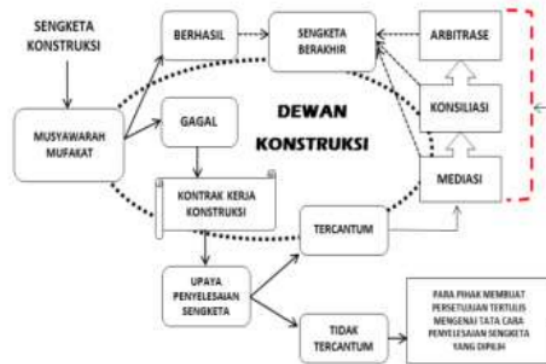 SENGKETA
KONSTRUKSI
BERHASIL
SENGKETA
BERAKHIR
ARBITRASE
MUSYAWARAH
MUFAKAT
GAGAL
DEWAN
KONSTRUKSI
KONSILIASI
KONTRAK KERJA
KONSTRUKSI
MEDIASI
TERCANTUM
UPAYA
PENYELESAIAN
SENGKETA
TIDAK
TERCANTUM
PARA PIHAK MEMBUAT
PERSETUJUAN TERTULIS
MENGENAI TATA CARA
PENYELESAIAN SENGKETA
YANG DIPILIH